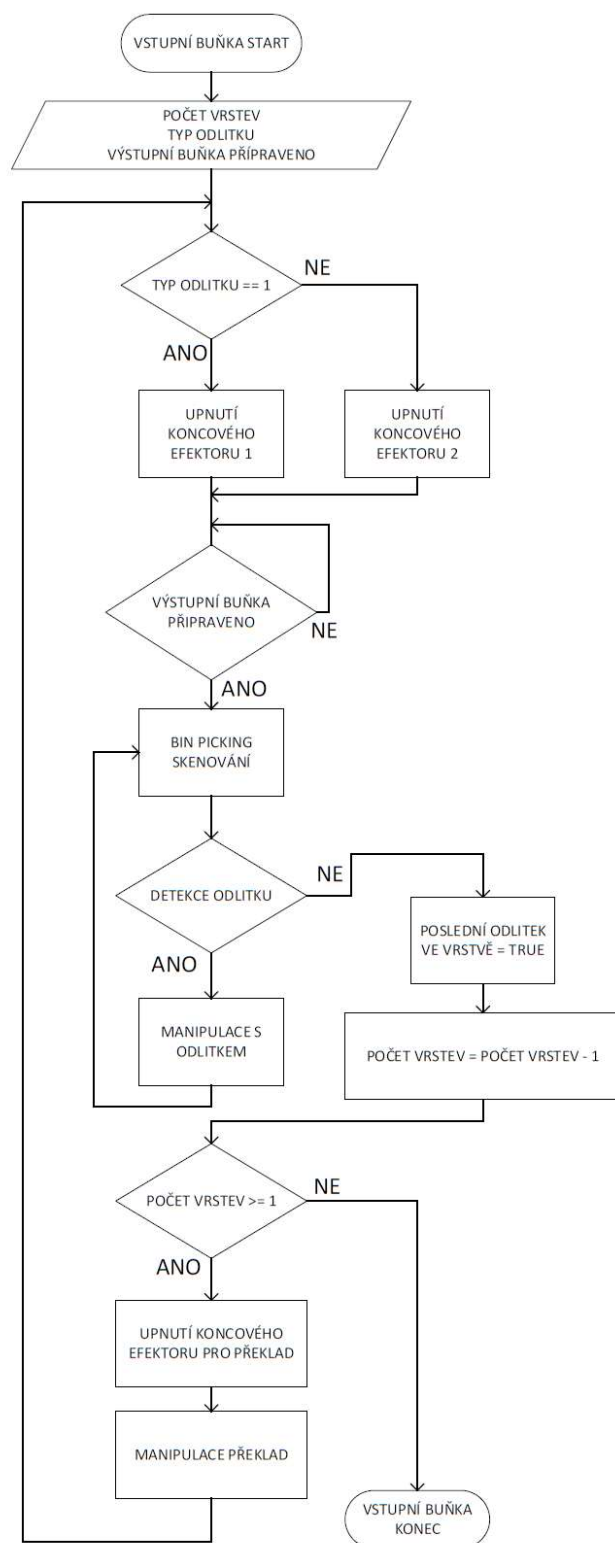 VSTUPNÍ BUŇKA START
POČET VRSTEV
TYP ODLITKU
VÝSTUPNÍ BUŇKA PŘÍPRAVENO
TYP ODLITKU == 1
NE
ANO
UPNUTÍ
KONCOVÉHO
EFEKTORU 1
UPNUTÍ
KONCOVÉHO
EFEKTORU 2
VÝSTUPNÍ BUŇKA
PŘIPRAVENO
NE
ANO
BIN PICKING
SKENOVÁNÍ
DETEKCE ODLITKU
NE
ANO
POSLEDNÍ ODLITEK
VE VRSTVĚ = TRUE
MANIPULACE S
ODLITKEM
POČET VRSTEV = POČET VRSTEV - 1
POČET VRSTEV >= 1
NE
ANO
UPNUTÍ KONCOVÉHO
EFEKTORU PRO PŘEKLAD
MANIPULACE PŘEKLAD
VSTUPNÍ BUŇKA
KONEC